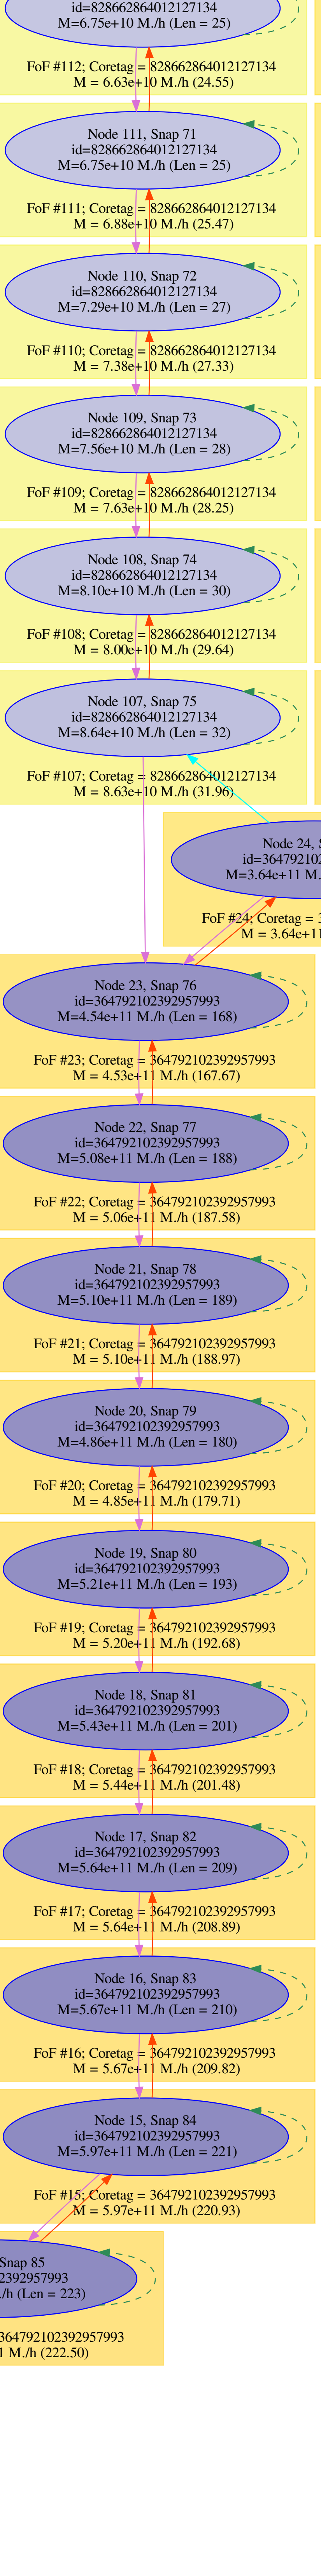 id=828662864012127134
M=6.75e+10 M./h (Len = 25)
FoF #112; Coretag = 828662864012127134
M = 6.63e+10 M./h (24.55)
Node 111, Snap 71
id=828662864012127134
M=6.75e+10 M./h (Len = 25)
FoF #111; Coretag = 828662864012127134
M = 6.88e+10 M./h (25.47)
Node 110, Snap 72
id=828662864012127134
M=7.29e+10 M./h (Len = 27)
FoF #110; Coretag = 828662864012127134
M = 7.38e+10 M./h (27.33)
Node 109, Snap 73
id=828662864012127134
M=7.56e+10 M./h (Len = 28)
FoF #109; Coretag = 828662864012127134
M = 7.63e+10 M./h (28.25)
Node 108, Snap 74
id=828662864012127134
M=8.10e+10 M./h (Len = 30)
FoF #108; Coretag = 828662864012127134
M = 8.00e+10 M./h (29.64)
Node 107, Snap 75
id=828662864012127134
M=8.64e+10 M./h (Len = 32)
FoF #107; Coretag = 828662864012127134
M = 8.63e+10 M./h (31.96)
Node 24,
id=364792102
M=3.64e+11 M.
FoF #24; Coretag = 3
M = 3.64e+11
Node 23, Snap 76
id=364792102392957993
M=4.54e+11 M./h (Len = 168)
FoF #23; Coretag = 364792102392957993
M = 4.53e+11 M./h (167.67)
Node 22, Snap 77
id=364792102392957993
M=5.08e+11 M./h (Len = 188)
FoF #22; Coretag = 364792102392957993
M = 5.06e+11 M./h (187.58)
Node 21, Snap 78
id=364792102392957993
M=5.10e+11 M./h (Len = 189)
FoF #21; Coretag = 364792102392957993
M = 5.10e+11 M./h (188.97)
Node 20, Snap 79
id=364792102392957993
M=4.86e+11 M./h (Len = 180)
FoF #20; Coretag = 364792102392957993
M = 4.85e+11 M./h (179.71)
Node 19, Snap 80
id=364792102392957993
M=5.21e+11 M./h (Len = 193)
FoF #19; Coretag = 364792102392957993
M = 5.20e+11 M./h (192.68)
Node 18, Snap 81
id=364792102392957993
M=5.43e+11 M./h (Len = 201)
FoF #18; Coretag = 364792102392957993
M = 5.44e+11 M./h (201.48)
Node 17, Snap 82
id=364792102392957993
M=5.64e+11 M./h (Len = 209)
FoF #17; Coretag = 364792102392957993
M = 5.64e+11 M./h (208.89)
Node 16, Snap 83
id=364792102392957993
M=5.67e+11 M./h (Len = 210)
FoF #16; Coretag = 364792102392957993
M = 5.67e+11 M./h (209.82)
Node 15, Snap 84
id=364792102392957993
M=5.97e+11 M./h (Len = 221)
FoF #15; Coretag = 364792102392957993
M = 5.97e+11 M./h (220.93)
Snap 85
2392957993
./h (Len = 223)
364792102392957993
1 M./h (222.50)